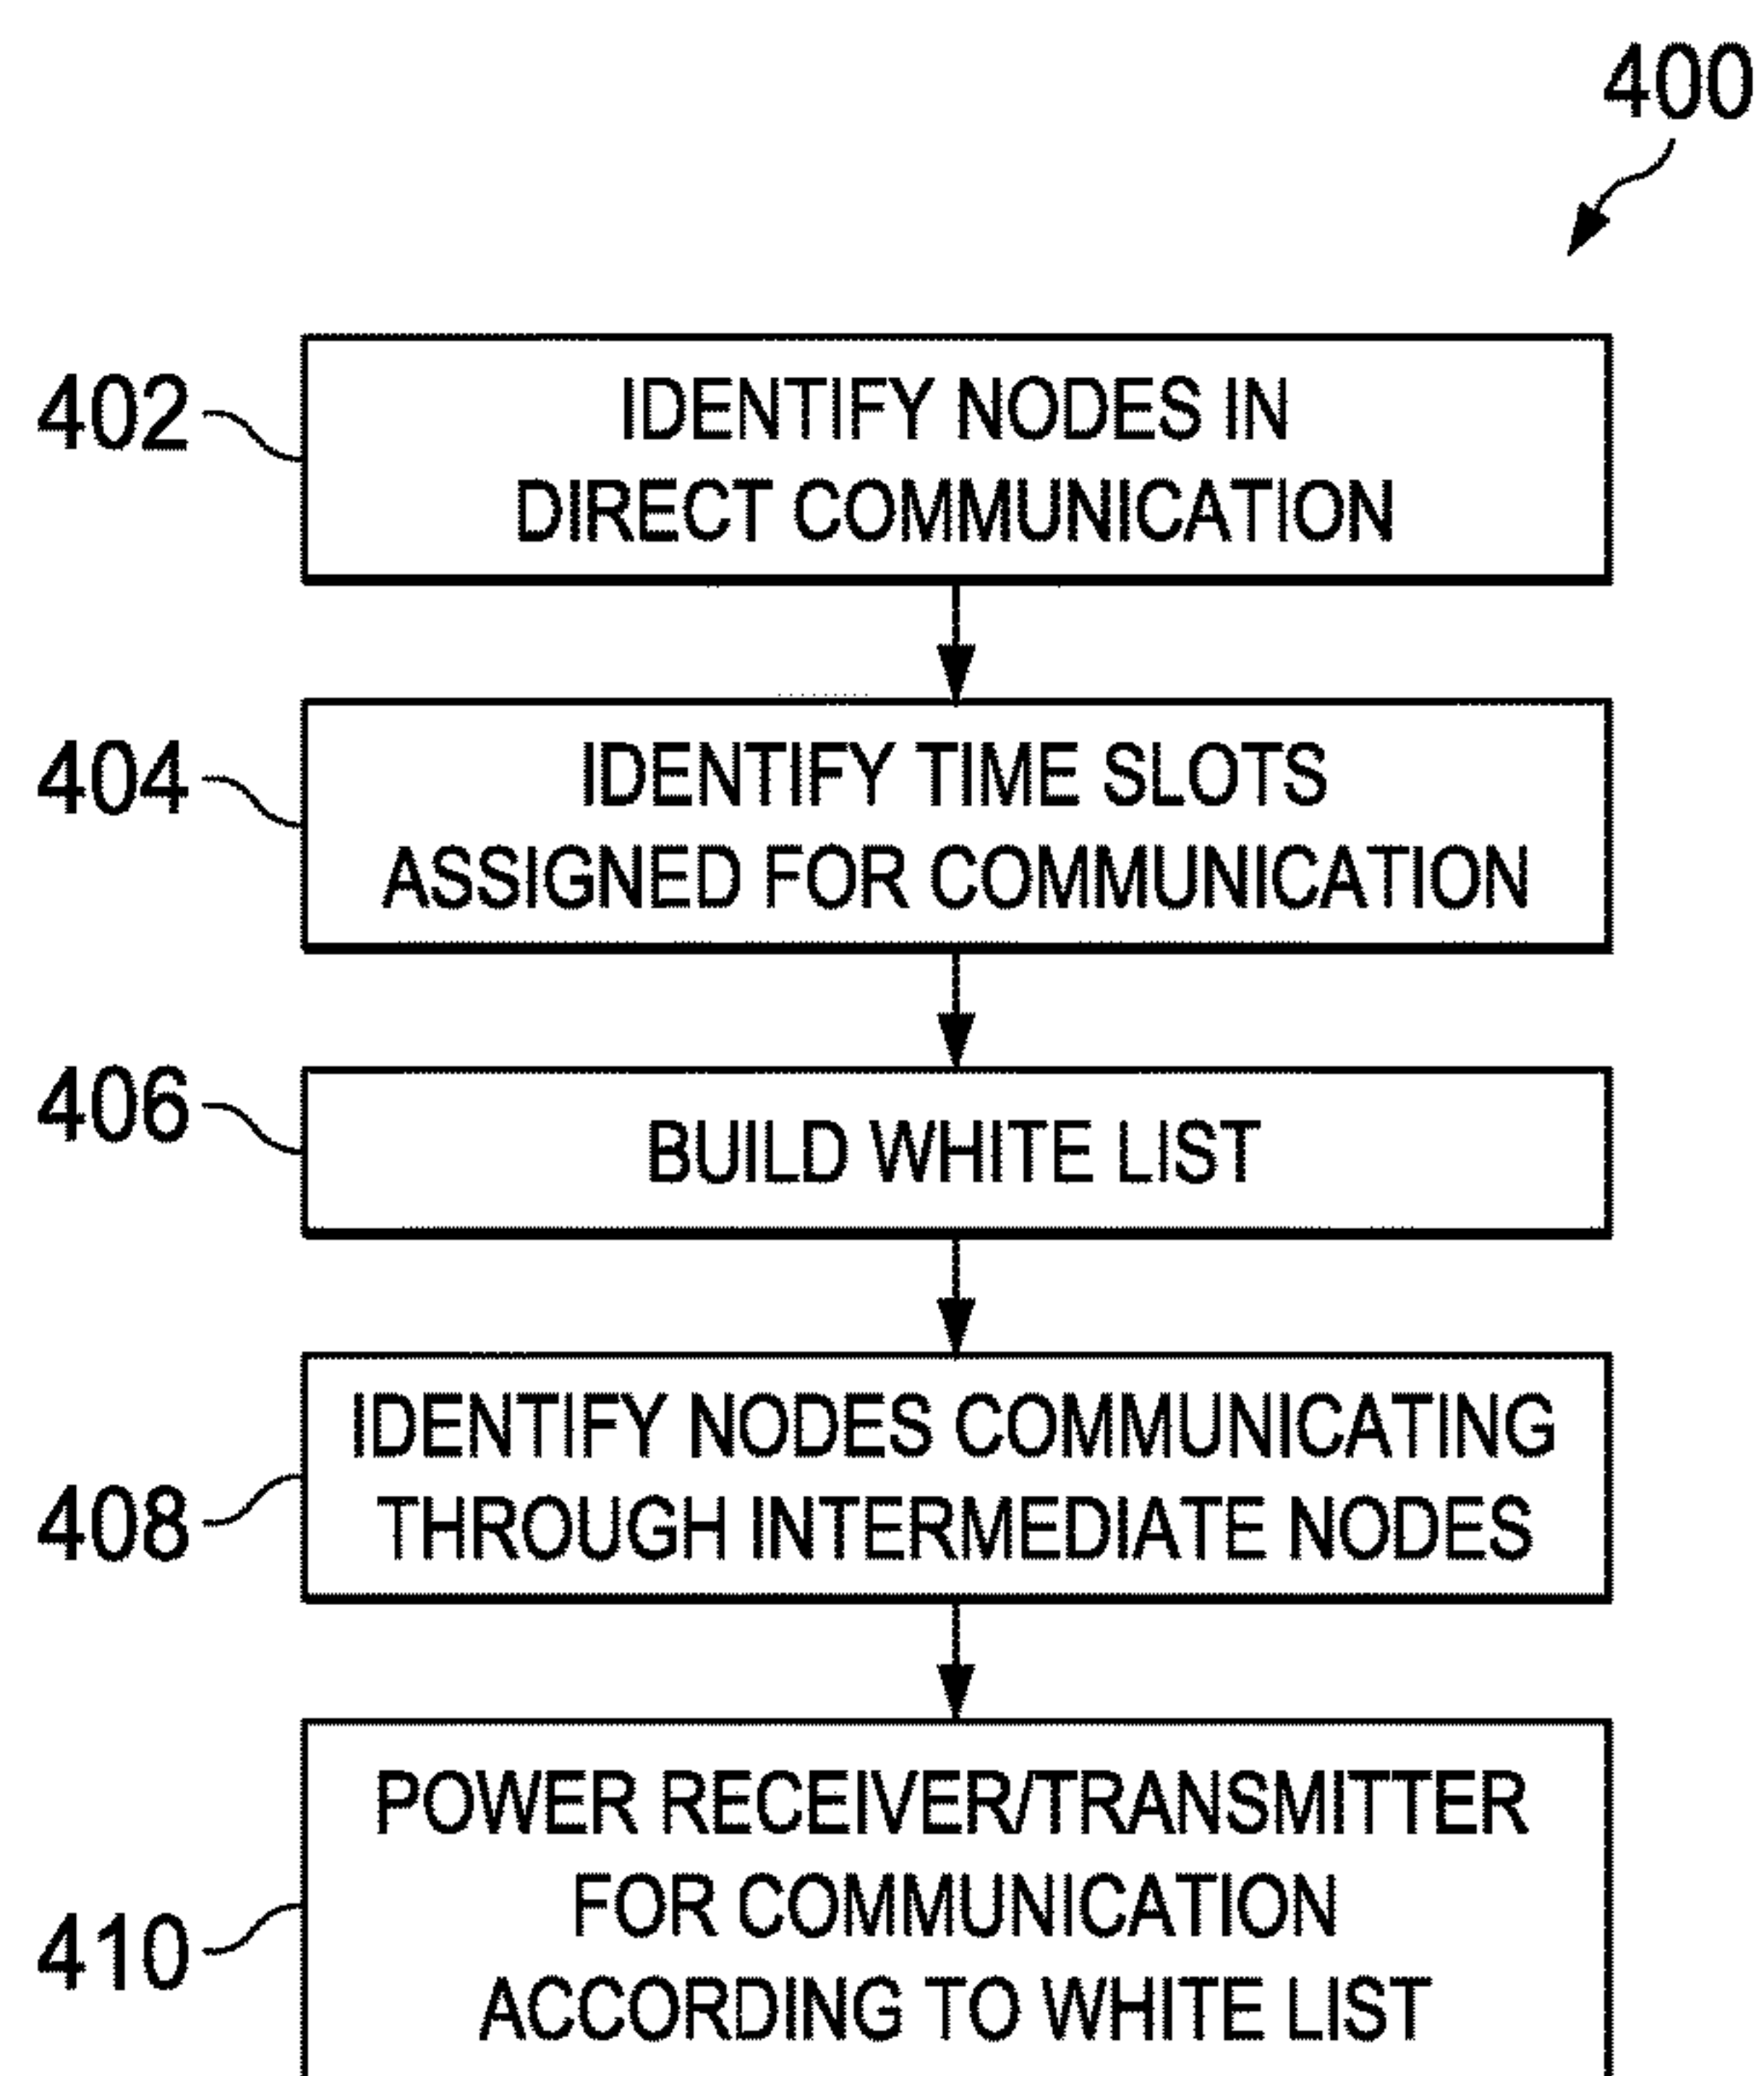 400
402
IDENTIFY NODES IN
DIRECT COMMUNICATION
404
IDENTIFY TIME SLOTS
ASSIGNED FOR COMMUNICATION
406
BUILD WHITE LIST
408
IDENTIFY NODES COMMUNICATING
THROUGH INTERMEDIATE NODES
410
POWER RECEIVER/TRANSMITTER
FOR COMMUNICATION
ACCORDING TO WHITE LIST